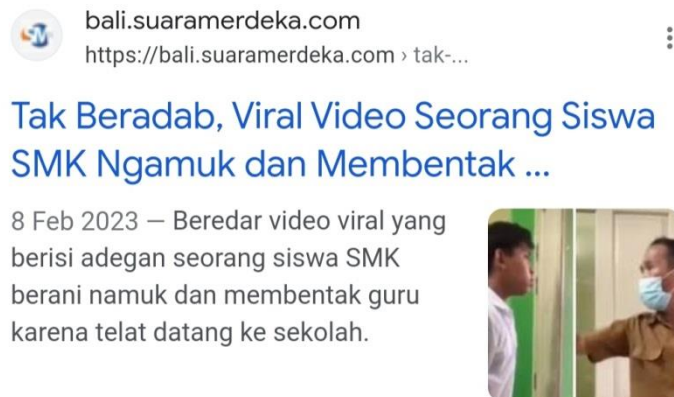 bali.suaramerdeka.com
https://bali.suaramerdeka.com › tak-...
Tak Beradab, Viral Video Seorang Siswa
SMK Ngamuk dan Membentak ...
8 Feb 2023 — Beredar video viral yang
berisi adegan seorang siswa SMK
berani namuk dan membentak guru
karena telat datang ke sekolah.